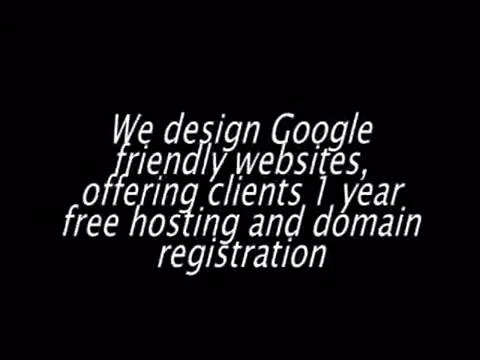 We design Google
friendly websites,
offering clients 1 year
free hosting and domain
registration